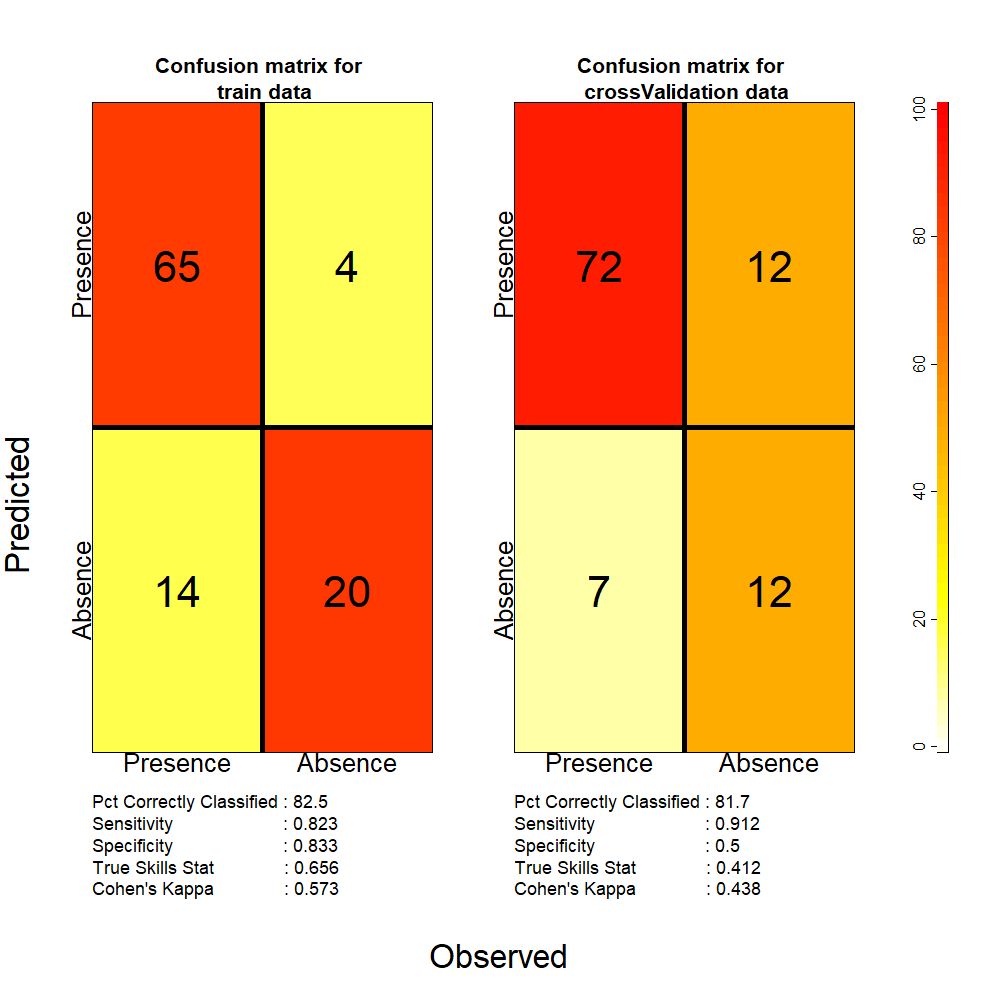 Confusion matrix for
train data
Presence
65
4
Absence
14
20
Presence Absence
Pct Correctly Classified : 82.5
Sensitivity : 0.823
Specificity : 0.833
True Skills Stat : 0.656
Cohen's Kappa : 0.573
Confusion matrix for
crossValidation data
Presence
72
12
Absence
7
12
Presence Absence
Pct Correctly Classified : 81.7
Sensitivity : 0.912
Specificity : 0.5
True Skills Stat : 0.412
Cohen's Kappa : 0.438
100
80
60
40
20
0
Predicted
Observed